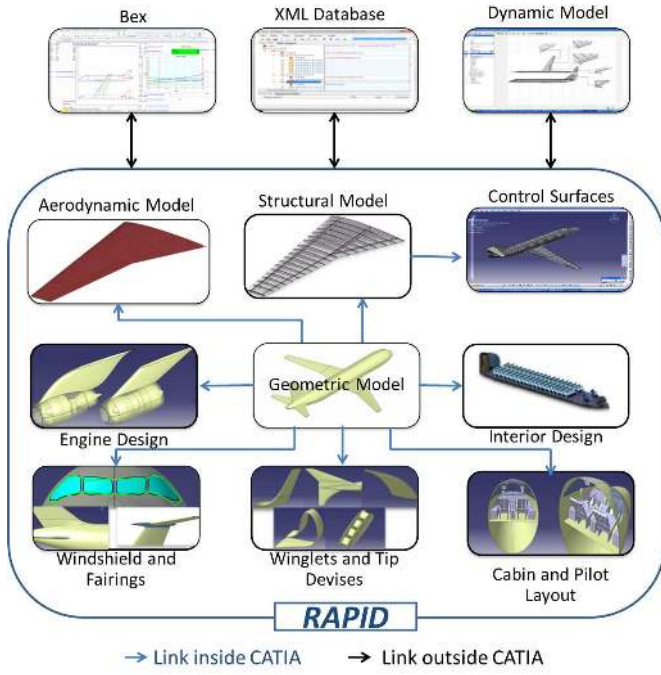 Bex
XML Database
Dynamic Model
Aerodynamic Model
Structural Model
Control Surfaces
Geometric Model
Engine Design
Interior Design
Windshield and
Fairings
Winglets and Tip
Devises
Cabin and Pilot
Layout
RAPID
Link inside CATIA
Link outside CATIA